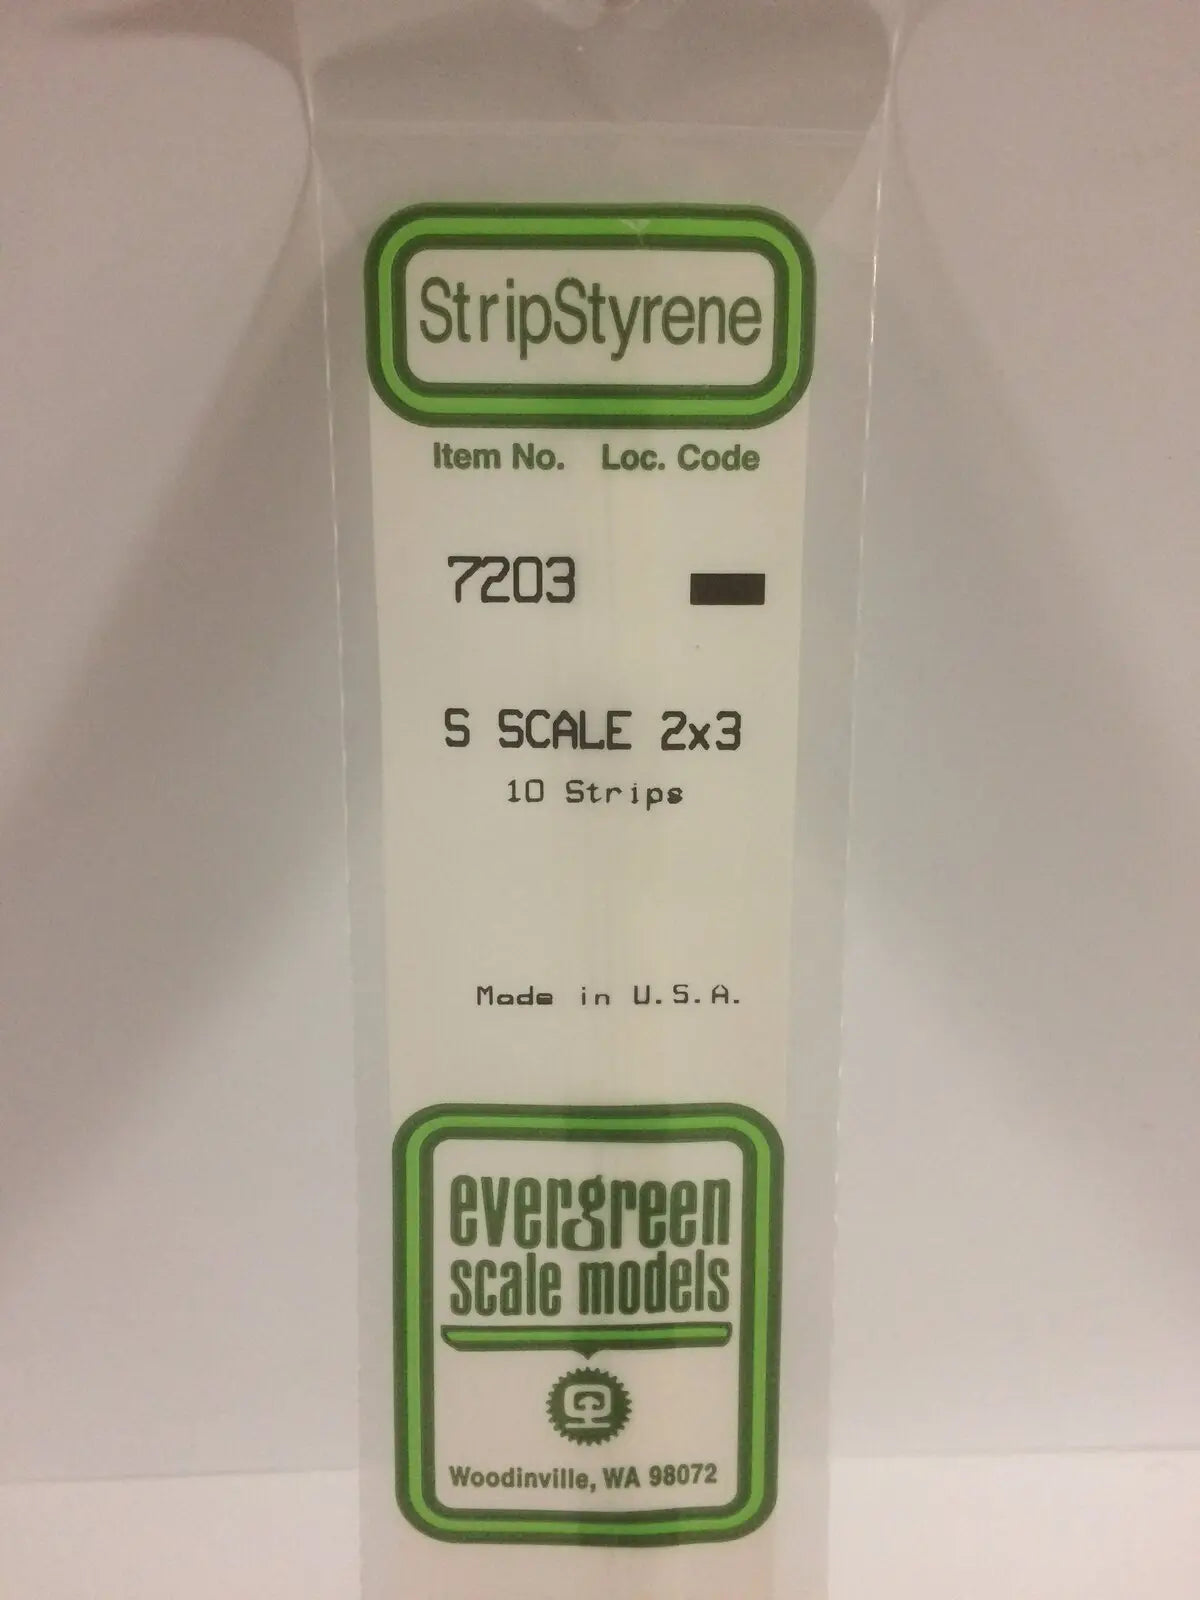 StripStyrene
Item No. Loc. Code
7203
S SCALE 2x3
10 Strips
Made in U.S.A.
evergreen
scale models
Woodinville, WA 98072